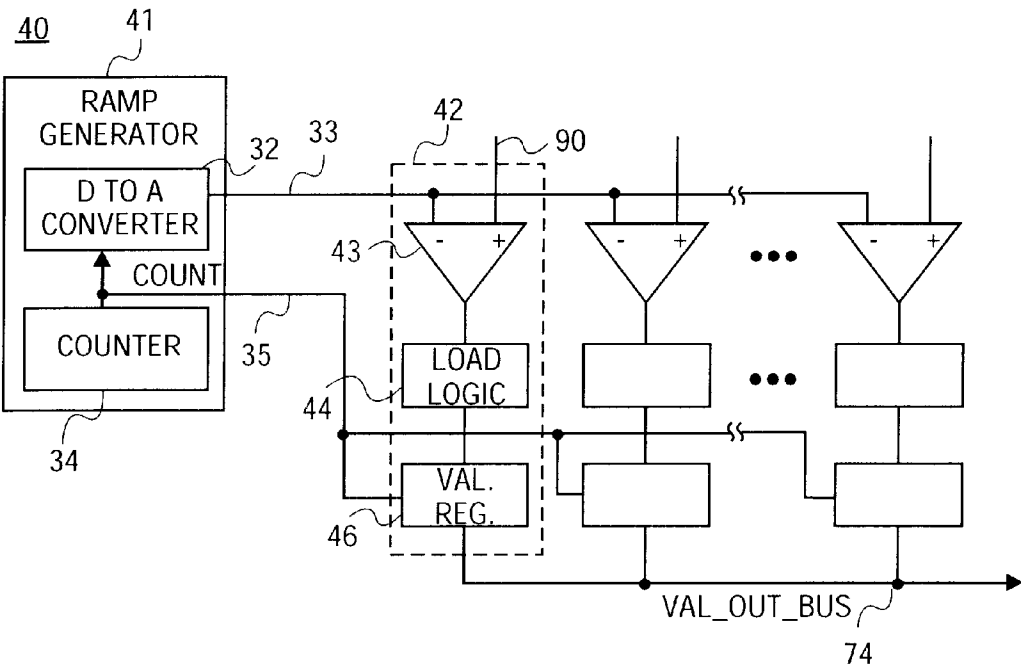 40
41
RAMP
GENERATOR
42
90
32
33
D TO A
CONVERTER
- +
- +
- +
43
COUNT
COUNTER
35
LOAD
LOGIC
44
34
VAL.
REG.
46
VAL_OUT_BUS
74